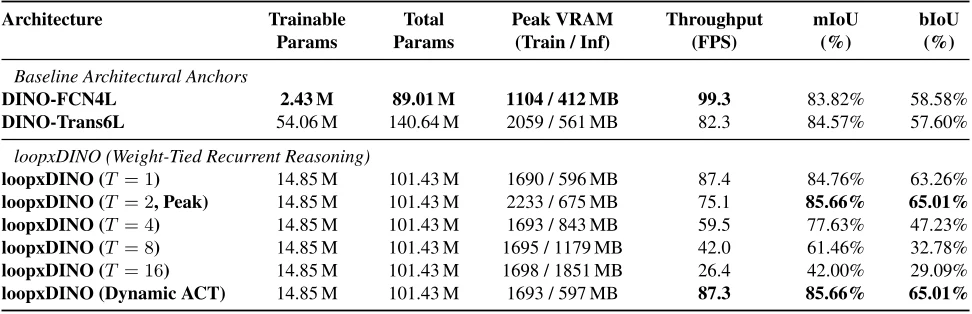 Architecture Trainable Total Peak VRAM Throughput mIoU bIoU
Params Params (Train / Inf) (FPS) (%) (%)
Baseline Architectural Anchors
DINO-FCN4L 2.43 M 89.01 M 1104 / 412 MB 99.3 83.82% 58.58%
DINO-Trans6L 54.06 M 140.64 M 2059 / 561 MB 82.3 84.57% 57.60%
loopxDINO (Weight-Tied Recurrent Reasoning)
loopxDINO (T = 1) 14.85 M 101.43 M 1690 / 596 MB 87.4 84.76% 63.26%
loopxDINO (T = 2, Peak) 14.85 M 101.43 M 2233 / 675 MB 75.1 85.66% 65.01%
loopxDINO (T = 4) 14.85 M 101.43 M 1693 / 843 MB 59.5 77.63% 47.23%
loopxDINO (T = 8) 14.85 M 101.43 M 1695 / 1179 MB 42.0 61.46% 32.78%
loopxDINO (T = 16) 14.85 M 101.43 M 1698 / 1851 MB 26.4 42.00% 29.09%
loopxDINO (Dynamic ACT) 14.85 M 101.43 M 1693 / 597 MB 87.3 85.66% 65.01%